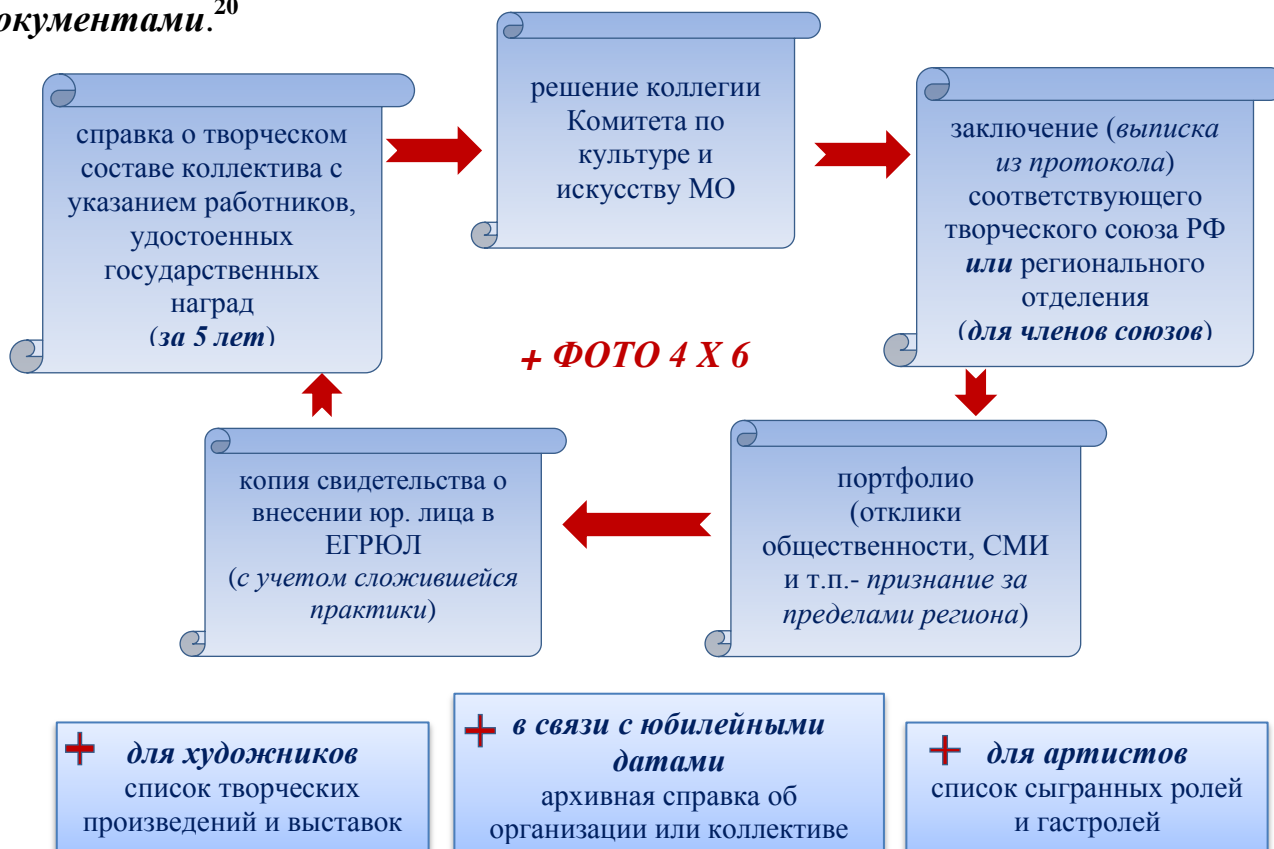 окументами.20
справка о творческом
составе коллектива с
указанием работников,
удостоенных
государственных
наград
(за 5 лет)
решение коллегии
Комитета по
культуре и
искусству МО
заключение (выписка
из протокола)
соответствующего
творческого союза РФ
или регионального
отделения
(для членов союзов)
+ ФОТО 4 X 6
копия свидетельства о
внесении юр. лица в
ЕГРЮЛ
(с учетом сложившейся
практики)
портфолио
(отклики
общественности, СМИ
и т.п.- признание за
пределами региона)
для художников
список творческих
произведений и выставок
в связи с юбилейными
датами
архивная справка об
организации или коллективе
для артистов
список сыгранных ролей
и гастролей